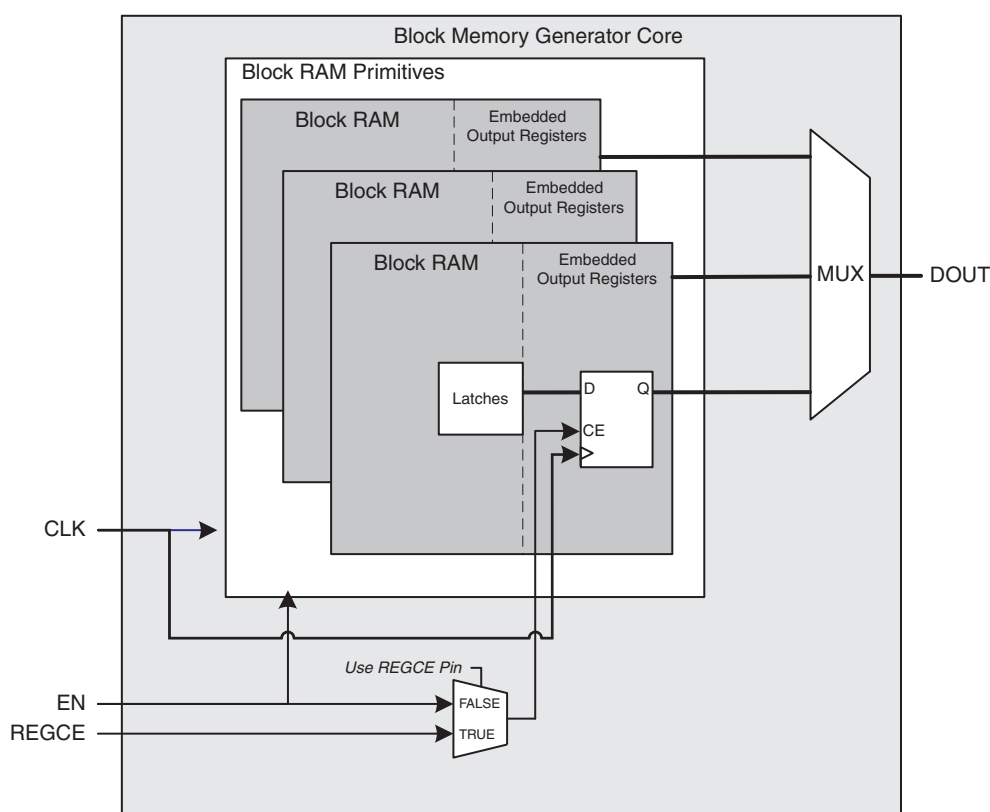 Block Memory Generator Core
Block RAM Primitives
Block RAM
Embedded
Output Registers
Block RAM
Embedded
Output Registers
Block RAM
Embedded
Output Registers
MUX
DOUT
Latches
D
Q
CE
CLK
Use REGCE Pin
EN
FALSE
REGCE
TRUE